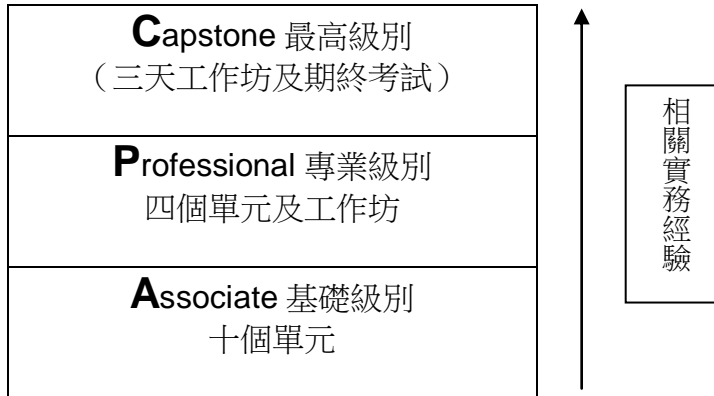 Capstone 最高級別
（三天工作坊及期終考試）
Professional 專業級別
四個單元及工作坊
Associate 基礎級別
十個單元
相關實務經驗